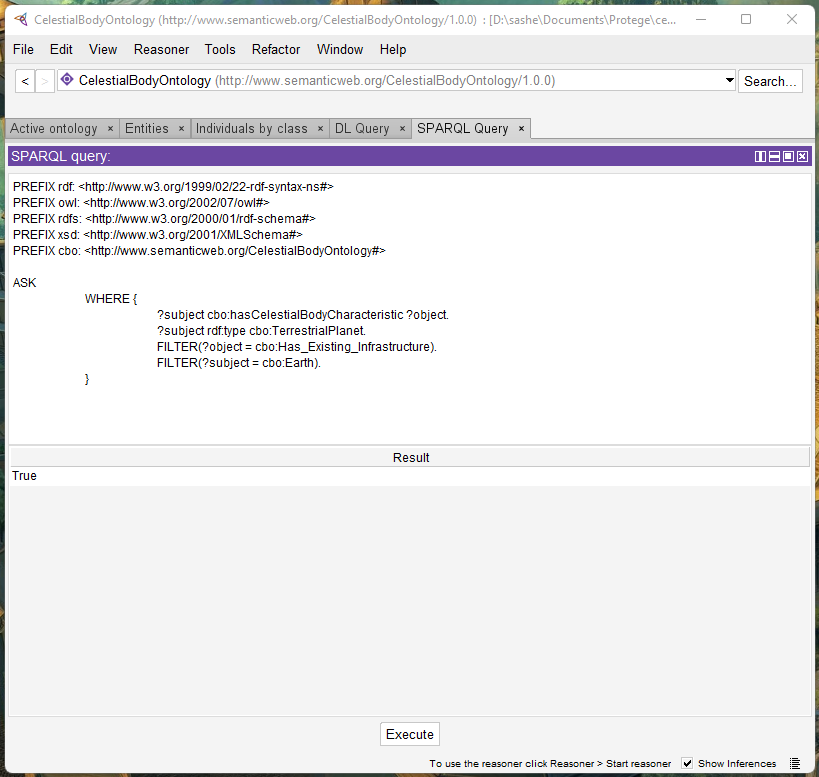 CelestialBodyOntology (http://www.semanticweb.org/CelestialBodyOntology/1.0.0) : [D:\sashe\Documents\Protege\ce...
File Edit View Reasoner Tools Refactor Window Help
< > CelestialBodyOntology (http://www.semanticweb.org/CelestialBodyOntology/1.0.0) Search...
Active ontology × Entities × Individuals by class × DL Query × SPARQL Query ×
SPARQL query:
PREFIX rdf: <http://www.w3.org/1999/02/22-rdf-syntax-ns#>
PREFIX owl: <http://www.w3.org/2002/07/owl#>
PREFIX rdfs: <http://www.w3.org/2000/01/rdf-schema#>
PREFIX xsd: <http://www.w3.org/2001/XMLSchema#>
PREFIX cbo: <http://www.semanticweb.org/CelestialBodyOntology#>
ASK
WHERE {
?subject cbo:hasCelestialBodyCharacteristic ?object.
?subject rdf:type cbo:TerrestrialPlanet.
FILTER(?object = cbo:Has_Existing_Infrastructure).
FILTER(?subject = cbo:Earth).
}
Result
True
Execute
To use the reasoner click Reasoner > Start reasoner Show Inferences